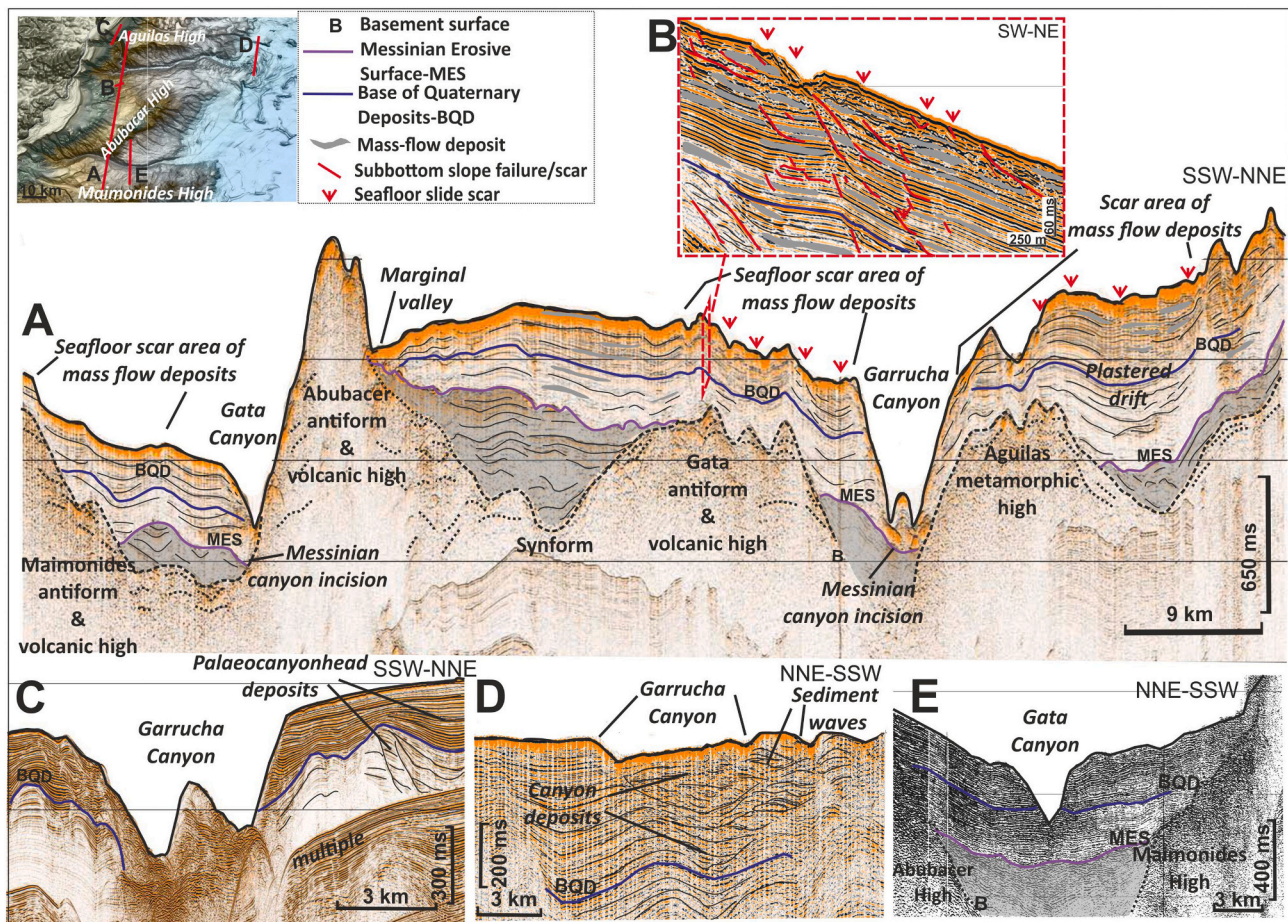 C
Aguilas High
D
B
Abubacar High
A
E
10 km
Maimonides High
B Basement surface
Messinian Erosive
Surface-MES
Base of Quaternary
Deposits-BQD
Mass-flow deposit
Subbottom slope failure/scar
Seafloor slide scar
B
SW-NE
250 m
60 ms
SSW-NNE
Scar area of
mass flow deposits
A
Seafloor scar area of
mass flow deposits
Gata
Canyon
Marginal
valley
Seafloor scar area of
mass flow deposits
Garrucha
Canyon
BQD
Plastered
drift
Abubacer
antiform
&
volcanic high
BQD
BQD
MES
Maimonides
antiform
&
volcanic high
Messinian
canyon incision
Synform
Gata
antiform
&
volcanic high
MES
B
Messinian
canyon incision
Aguilas
metamorphic
high
MES
650 ms
9 km
C
SSW-NNE
Palaeocanyonhead
deposits
Garrucha
Canyon
BQD
multiple
3 km
300 ms
D
NNE-SSW
Garrucha
Canyon
Sediment
waves
Canyon
deposits
200 ms
BQD
3 km
E
NNE-SSW
Gata
Canyon
BQD
MES
Abubacer
High
Maimonides
High
B
3 km
400 ms